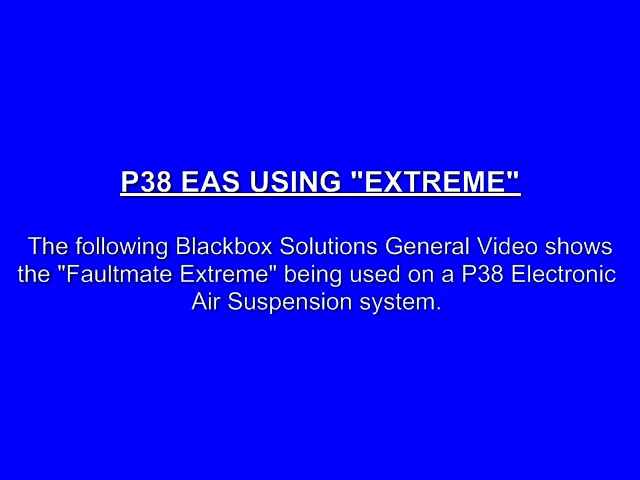 P38 EAS USING "EXTREME"
The following Blackbox Solutions General Video shows
the "Faultmate Extreme" being used on a P38 Electronic
Air Suspension system.